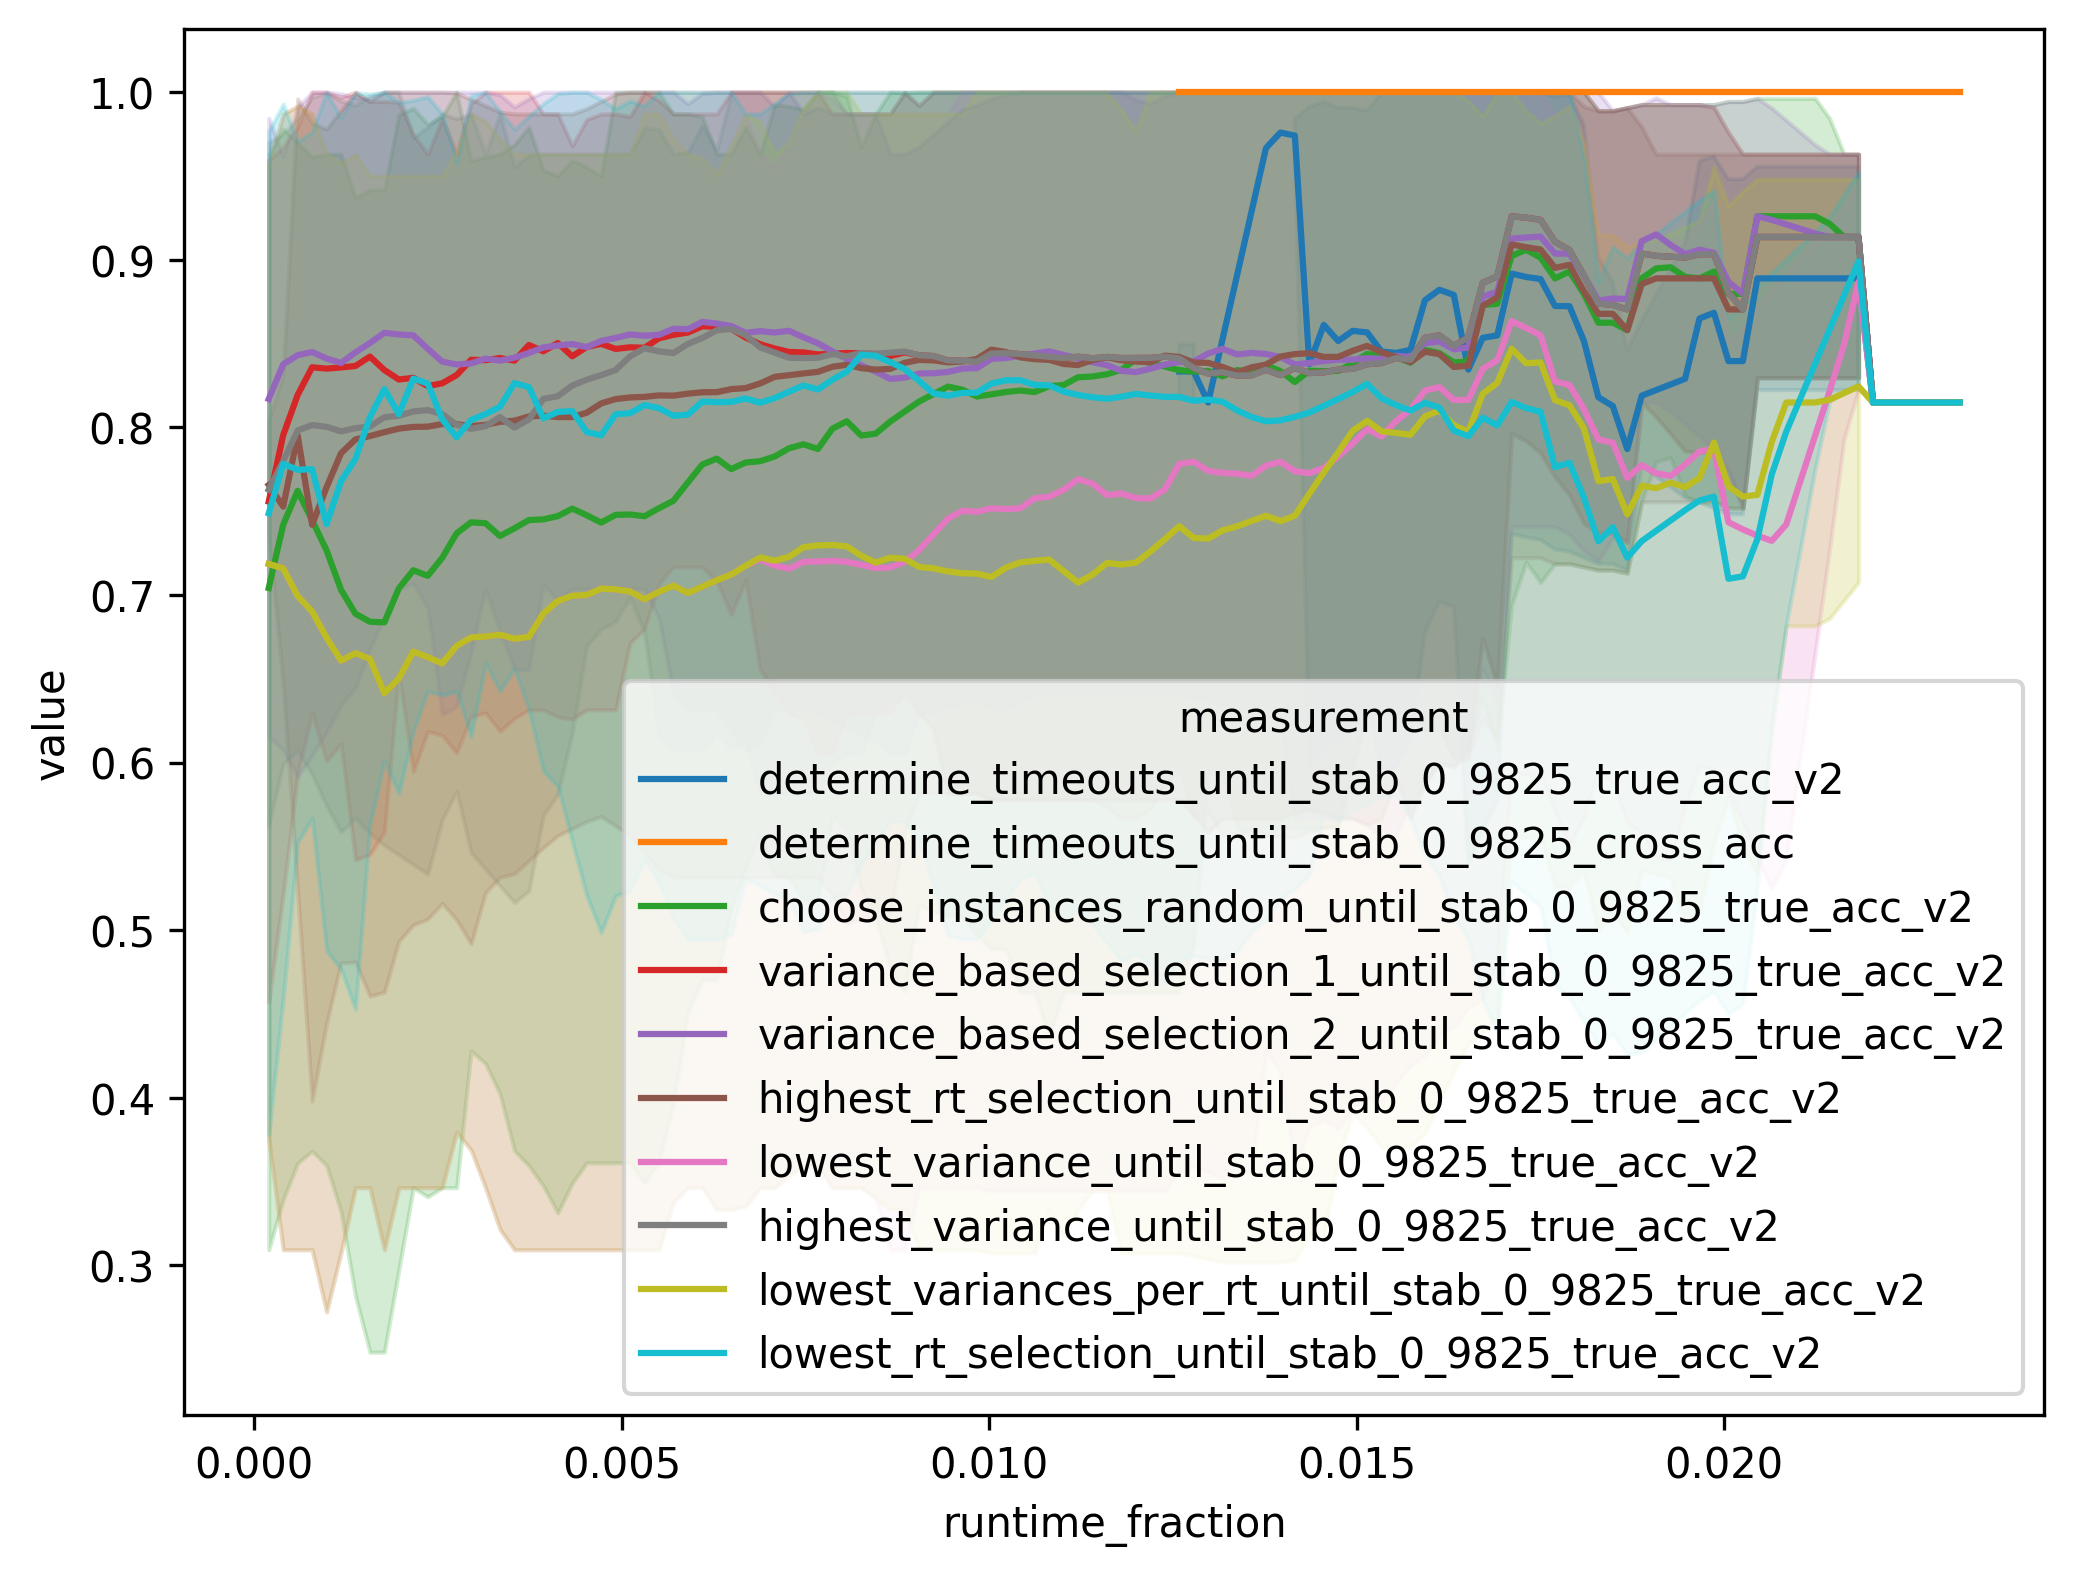 1.0
0.9
0.8
0.7
0.6
0.5
0.4
0.3
value
measurement
determine_timeouts_until_stab_0_9825_true_acc_v2
determine_timeouts_until_stab_0_9825_cross_acc
choose_instances_random_until_stab_0_9825_true_acc_v2
variance_based_selection_1_until_stab_0_9825_true_acc_v2
variance_based_selection_2_until_stab_0_9825_true_acc_v2
highest_rt_selection_until_stab_0_9825_true_acc_v2
lowest_variance_until_stab_0_9825_true_acc_v2
highest_variance_until_stab_0_9825_true_acc_v2
lowest_variances_per_rt_until_stab_0_9825_true_acc_v2
lowest_rt_selection_until_stab_0_9825_true_acc_v2
0.000 0.005 0.010 0.015 0.020
runtime_fraction